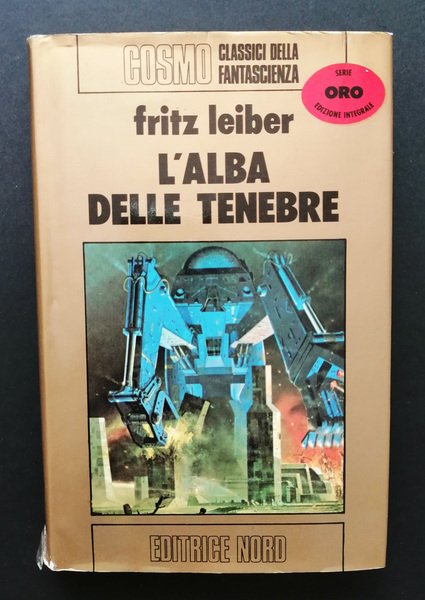 COSMO
CLASSICI DELLA
FANTASCIENZA
SERIE
ORO
EDIZIONE INTEGRALE
fritz leiber
L'ALBA
DELLE TENEBRE
EDITRICE NORD